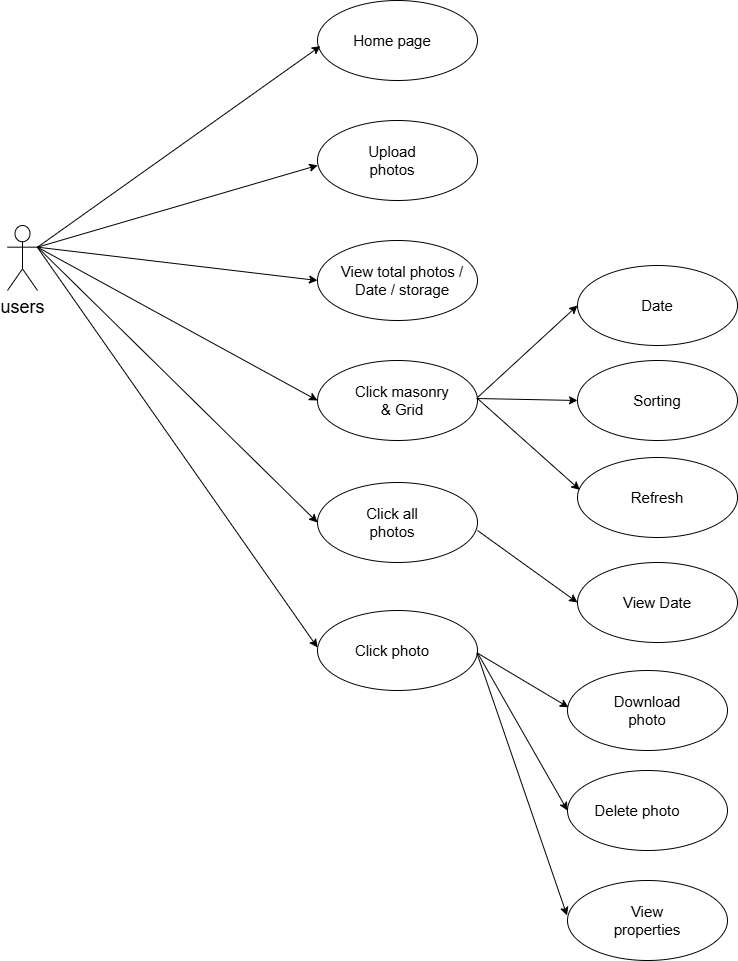 Home page
Upload
photos
users
View total photos /
Date / storage
Click masonry
& Grid
Date
Sorting
Refresh
Click all
photos
View Date
Click photo
Download
photo
Delete photo
View
properties